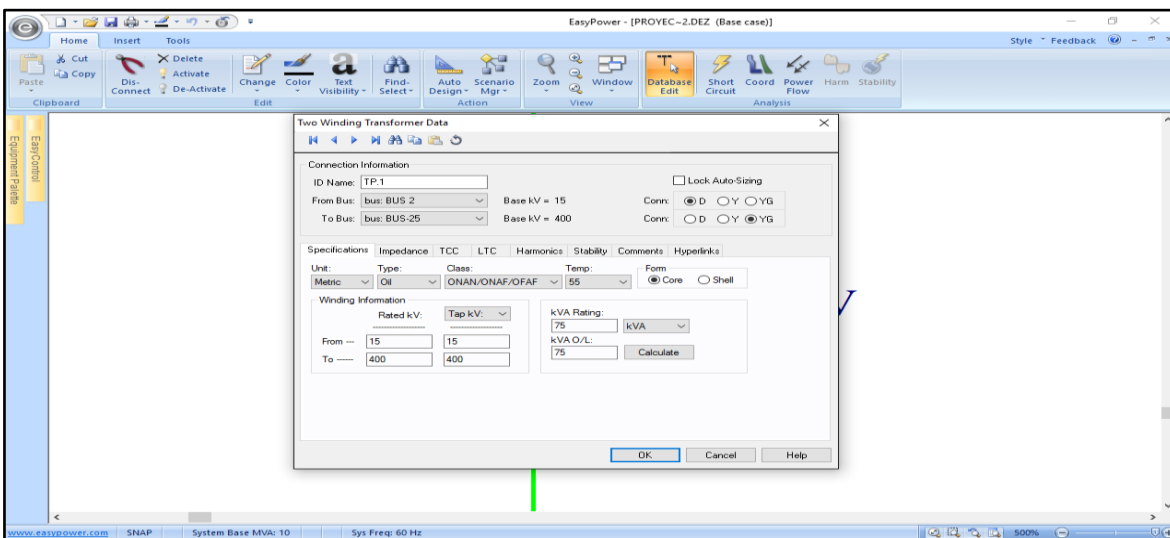 EasyPower - [PROYEC~2.DEZ (Base case)]
Home Insert Tools Style Feedback
Paste Cut Copy Dis-Connect Delete Activate De-Activate Change Color Text Visibility Find-Select Auto Design Scenario Mgr Zoom Window Database Edit Short Circuit Coord Power Flow Harm Stability
Clipboard Edit Action View Analysis
EasyControl
Equipment Palette
Two Winding Transformer Data
Connection Information
ID Name: TP.1 Lock Auto-Sizing
From Bus: bus: BUS 2 Base kV = 15 Conn: D Y YG
To Bus: bus: BUS-25 Base kV = 400 Conn: D Y YG
Specifications Impedance TCC LTC Harmonics Stability Comments Hyperlinks
Unit: Type: Class: Temp: Form
Metric Oil ONAN/ONAF/OFAF 55 Core Shell
Winding Information
Rated kV: Tap kV: kVA Rating:
------------------ ------------------ 75 kVA
From --- 15 15 kVA O/L:
To ------ 400 400 75 Calculate
OK Cancel Help
www.easypower.com SNAP System Base MVA: 10 Sys Freq: 60 Hz 500%